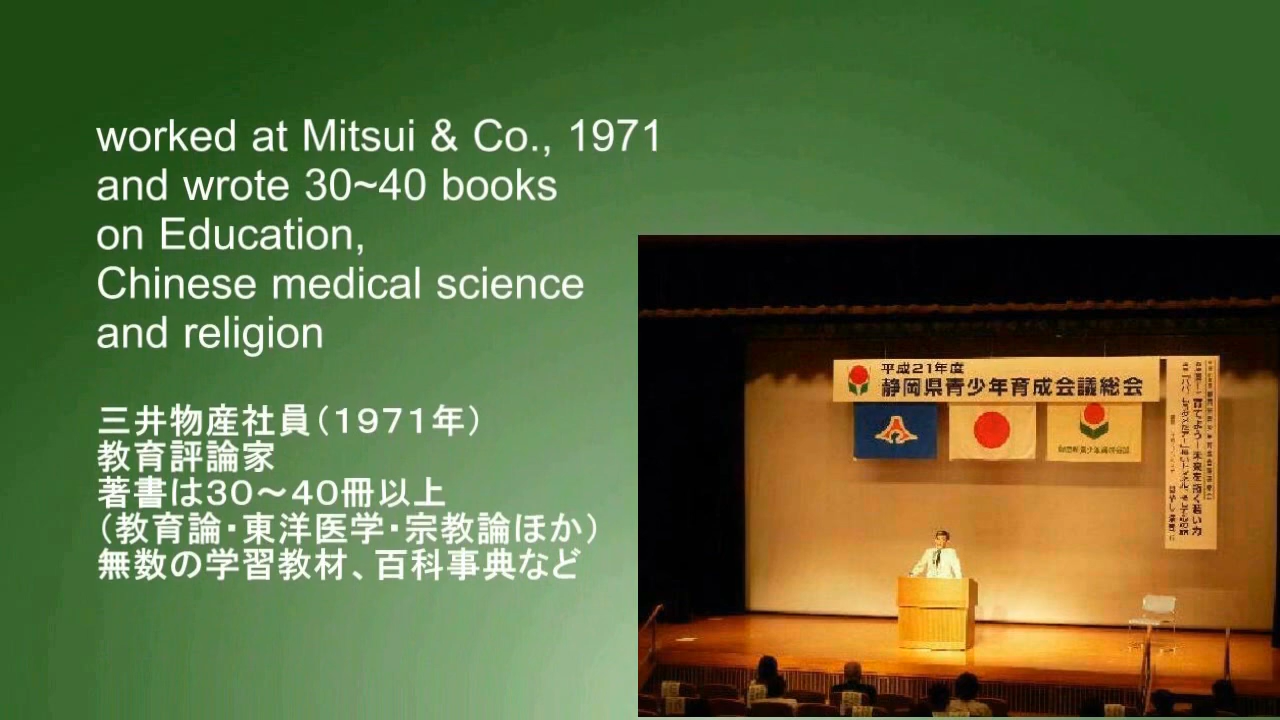 worked at Mitsui & Co., 1971
and wrote 30~40 books
on Education,
Chinese medical science
and religion
三井物産社員（1971年）
教育評論家
著書は30～40冊以上
（教育論・東洋医学・宗教論ほか）
無数の学習教材、百科事典など
平成21年度
静岡県青少年育成会議総会